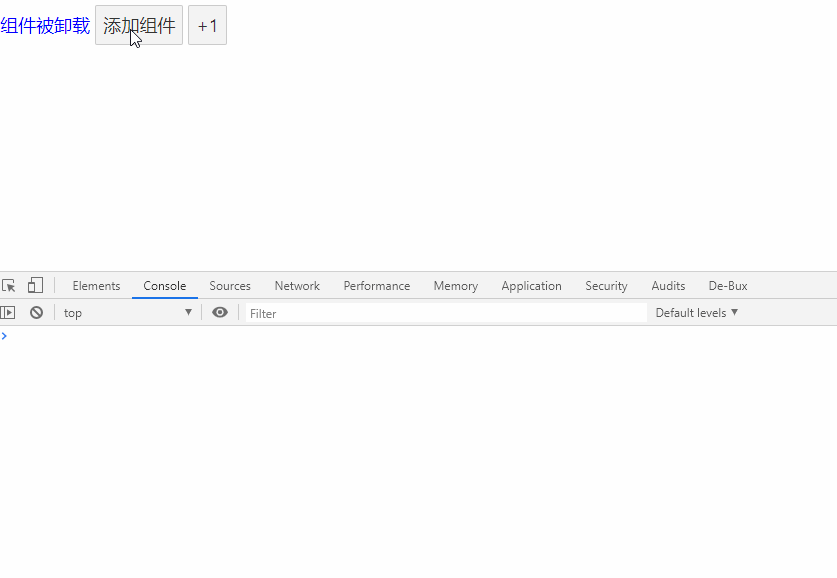 组件被卸载 添加组件 +1
Elements Console Sources Network Performance Memory Application Security Audits De-Bux
top Filter Default levels